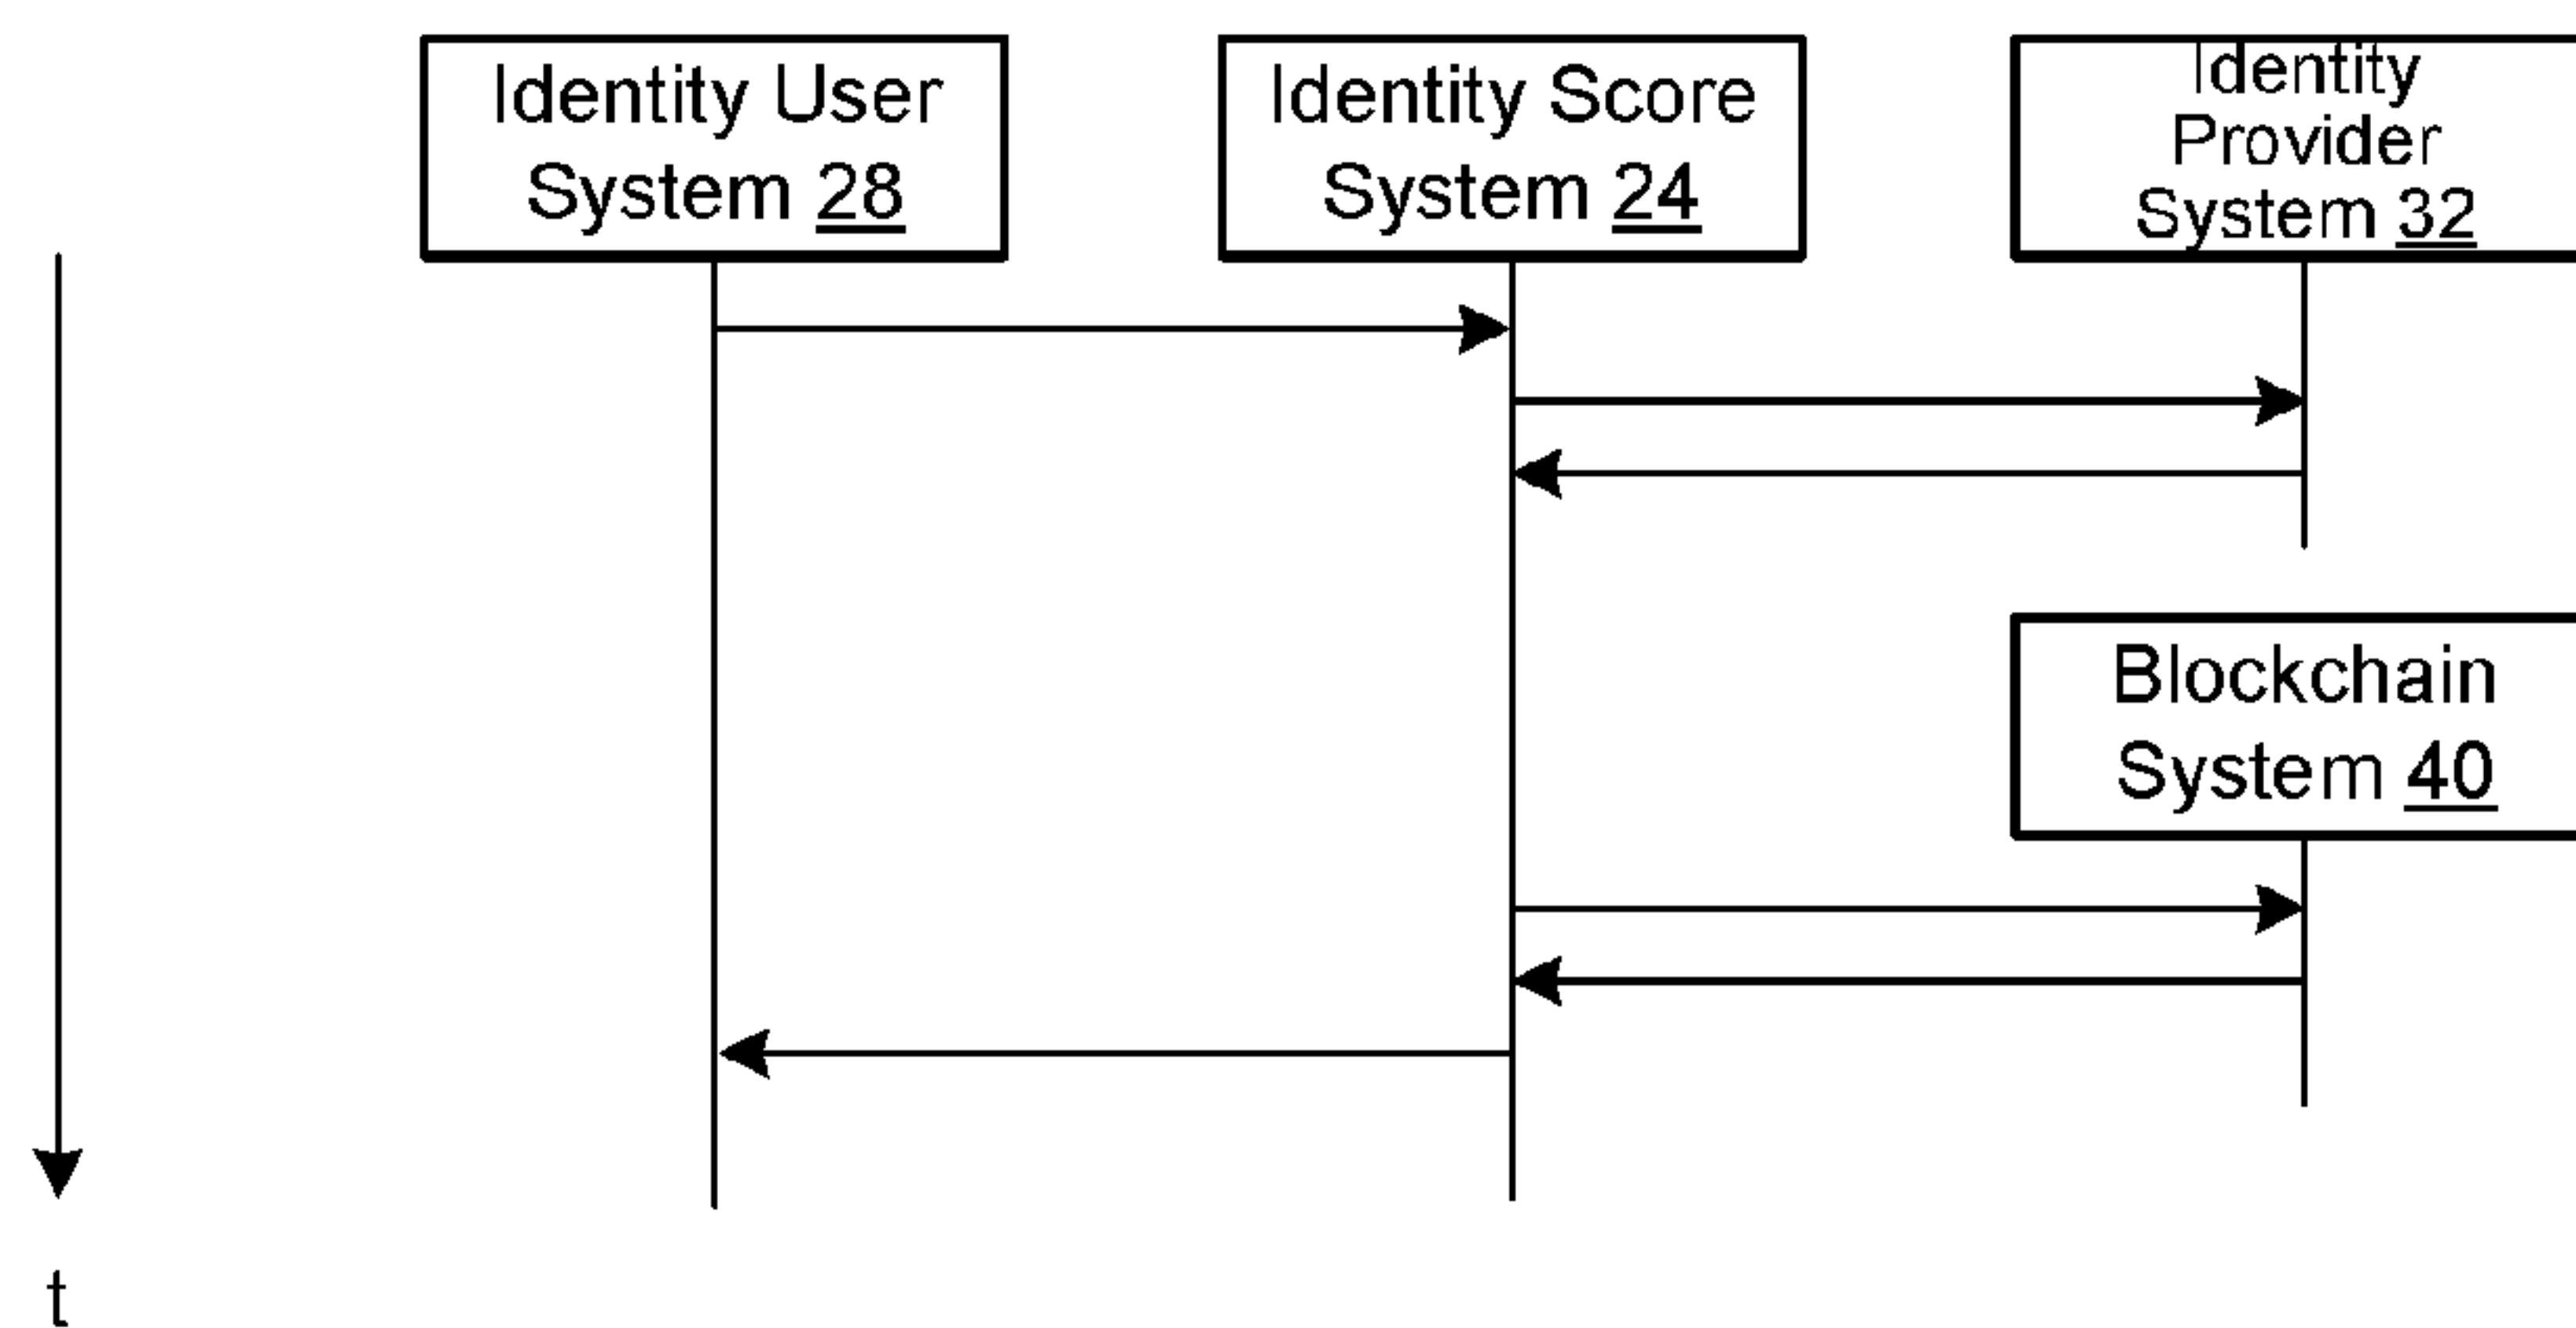 Identity User
System 28
Identity Score
System 24
Identity
Provider
System 32
Blockchain
System 40
t